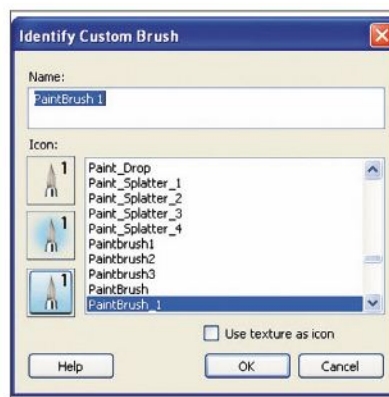 Identify Custom Brush
Name:
PaintBrush 1
Icon:
1
1
1
Paint_Drop
Paint_Splatter_1
Paint_Splatter_2
Paint_Splatter_3
Paint_Splatter_4
Paintbrush1
Paintbrush2
Paintbrush3
PaintBrush
PaintBrush_1
Use texture as icon
Help
OK
Cancel